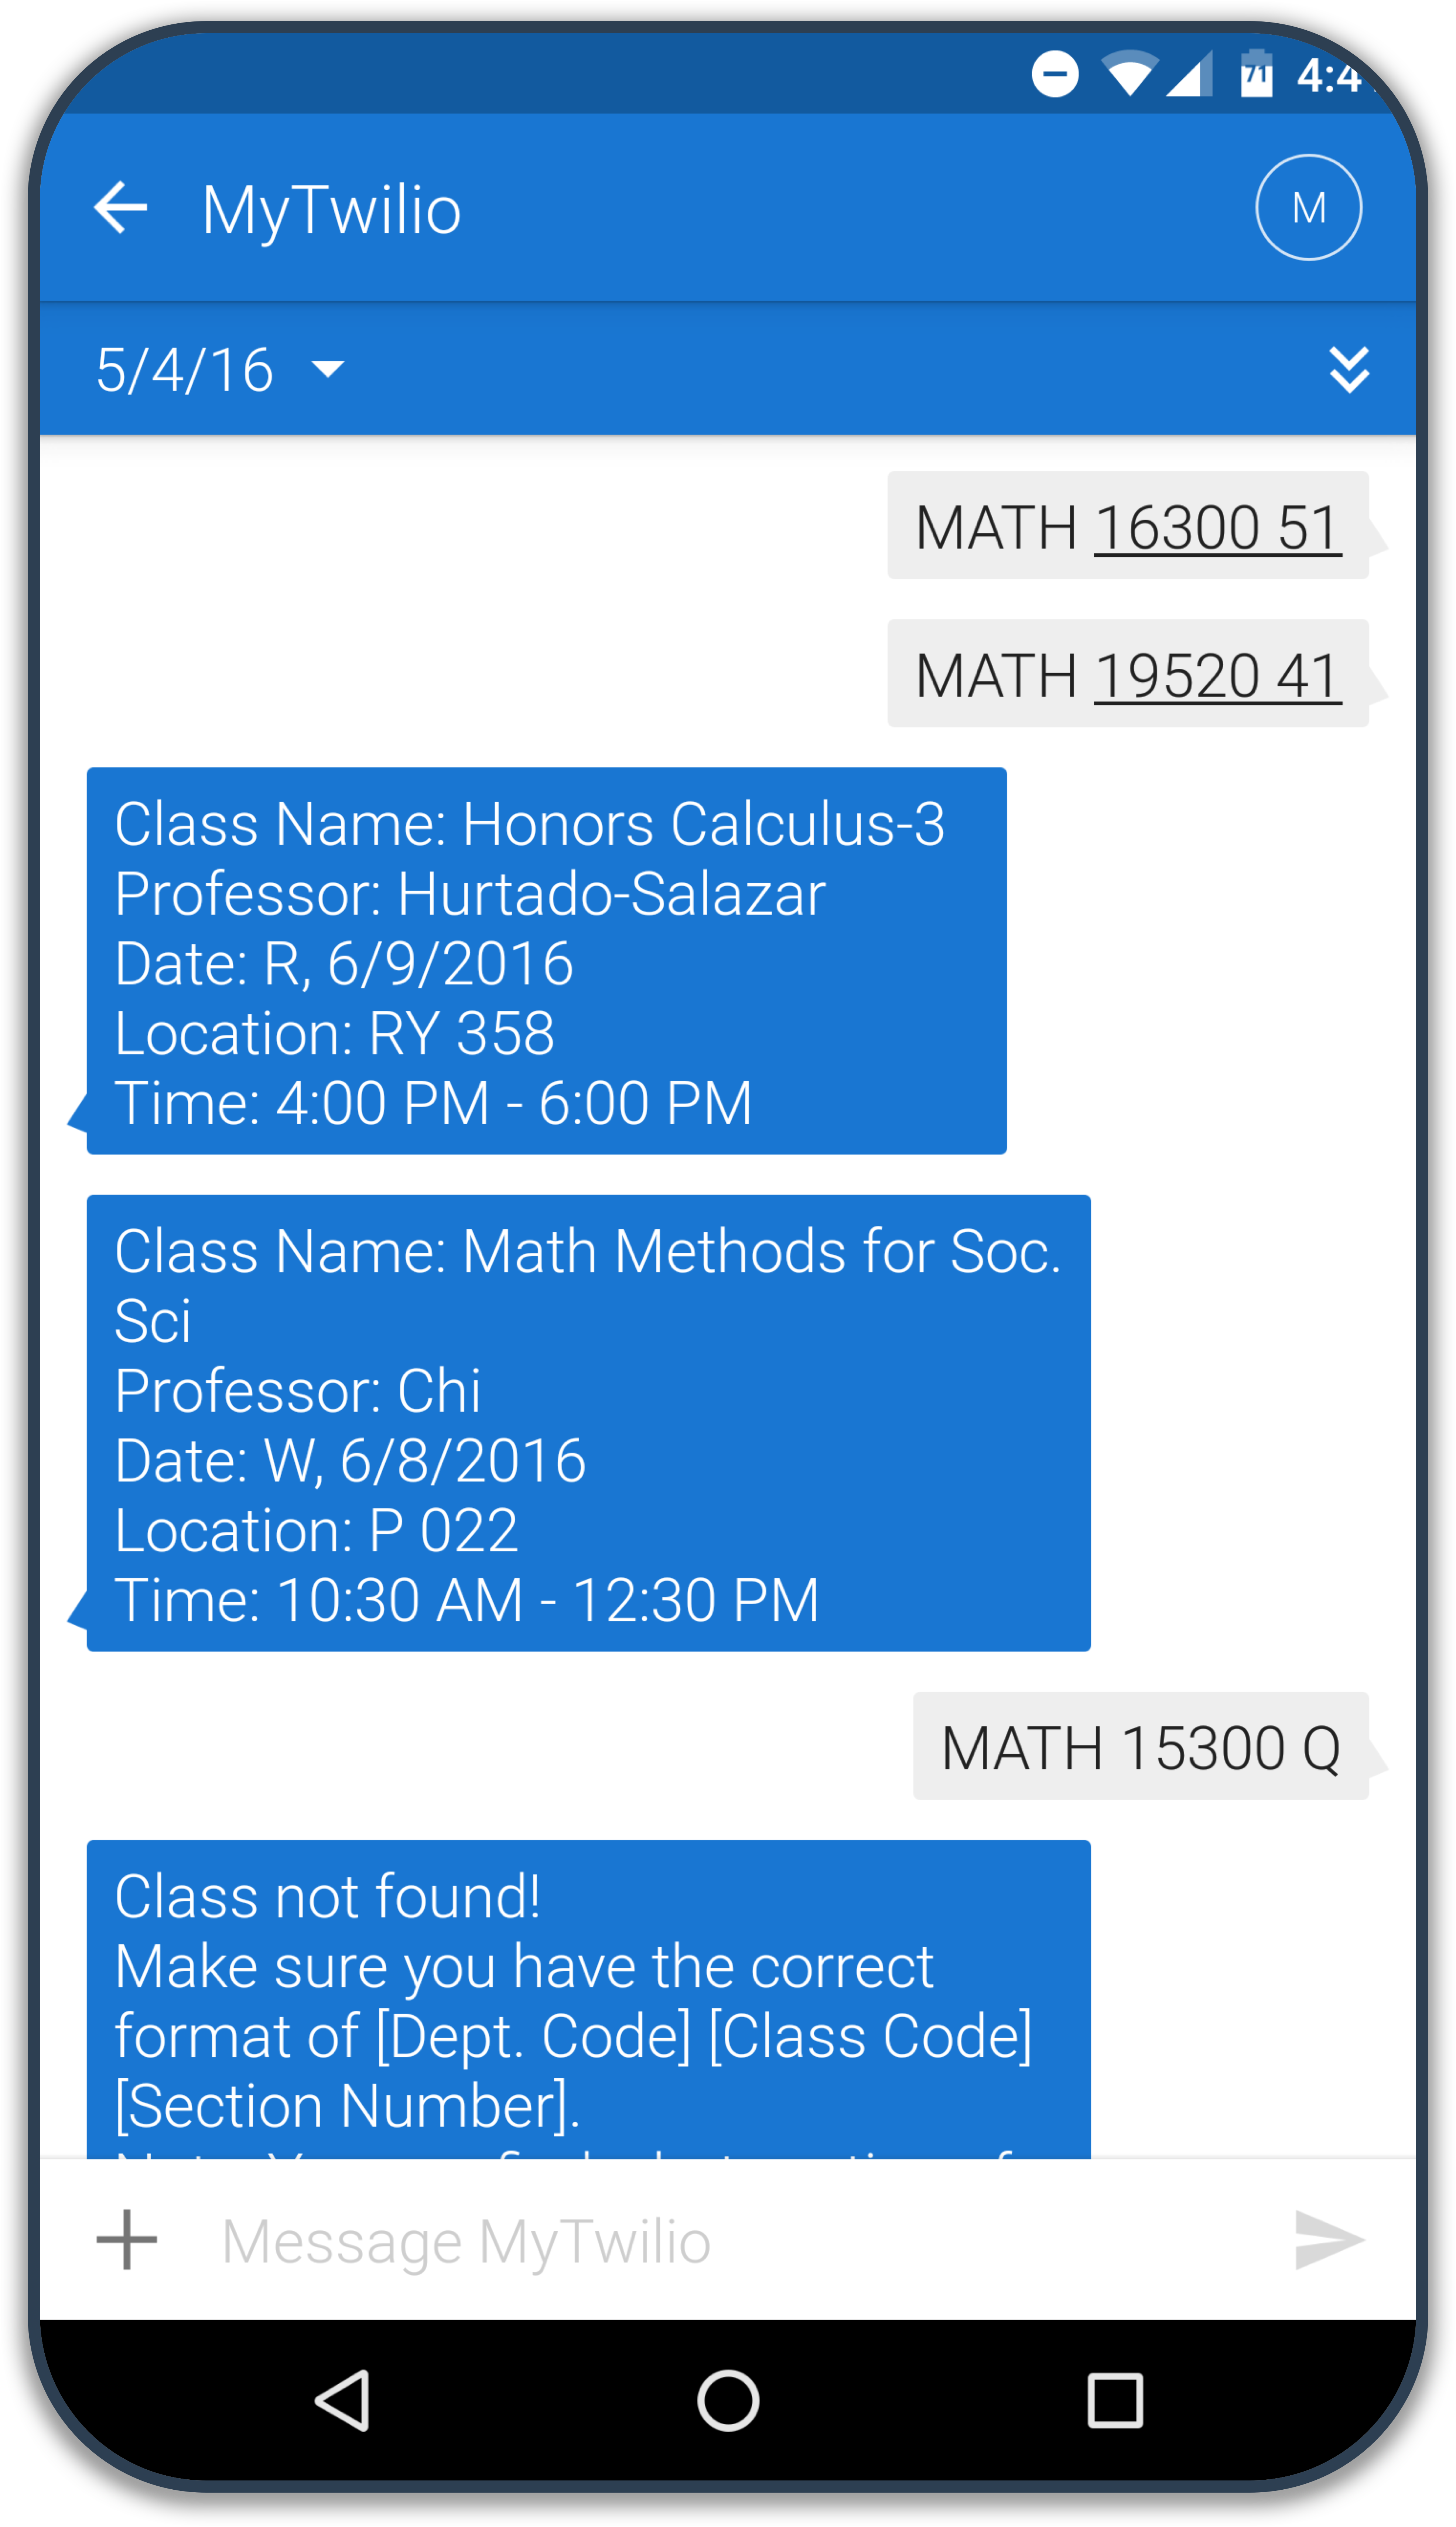 71 4:4
MyTwilio M
5/4/16
MATH 16300 51
MATH 19520 41
Class Name: Honors Calculus-3
Professor: Hurtado-Salazar
Date: R, 6/9/2016
Location: RY 358
Time: 4:00 PM - 6:00 PM
Class Name: Math Methods for Soc.
Sci
Professor: Chi
Date: W, 6/8/2016
Location: P 022
Time: 10:30 AM - 12:30 PM
MATH 15300 Q
Class not found!
Make sure you have the correct
format of [Dept. Code] [Class Code]
[Section Number].
Message MyTwilio